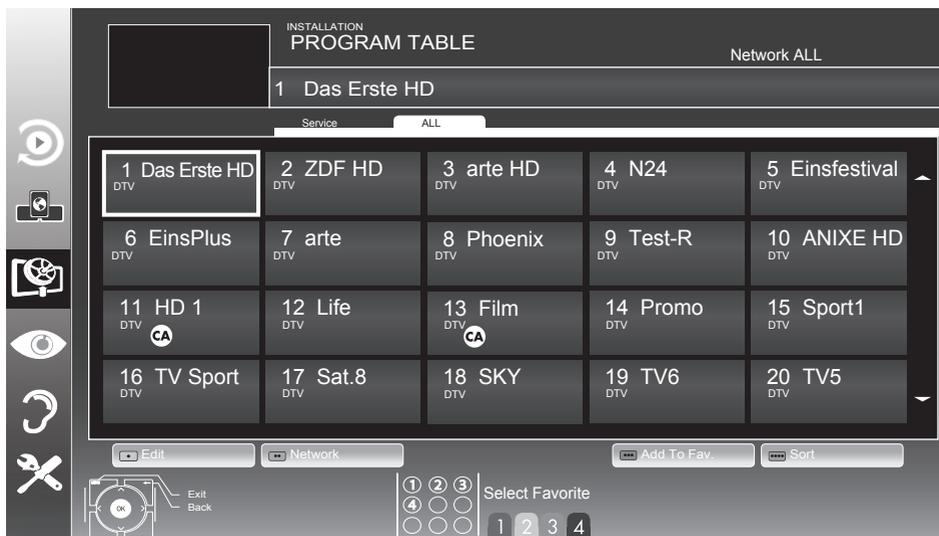 INSTALLATION
PROGRAM TABLE
Network ALL
1 Das Erste HD
Service ALL
1 Das Erste HD 2 ZDF HD 3 arte HD 4 N24 5 Einsfestival
DTV DTV DTV DTV DTV
6 EinsPlus 7 arte 8 Phoenix 9 Test-R 10 ANIXE HD
DTV DTV DTV DTV DTV
11 HD 1 12 Life 13 Film 14 Promo 15 Sport1
DTV DTV DTV DTV DTV
CA CA
16 TV Sport 17 Sat.8 18 SKY 19 TV6 20 TV5
DTV DTV DTV DTV DTV
Edit Network Add To Fav. Sort
Exit
Back
OK
1 2 3
4
Select Favorite
1 2 3 4